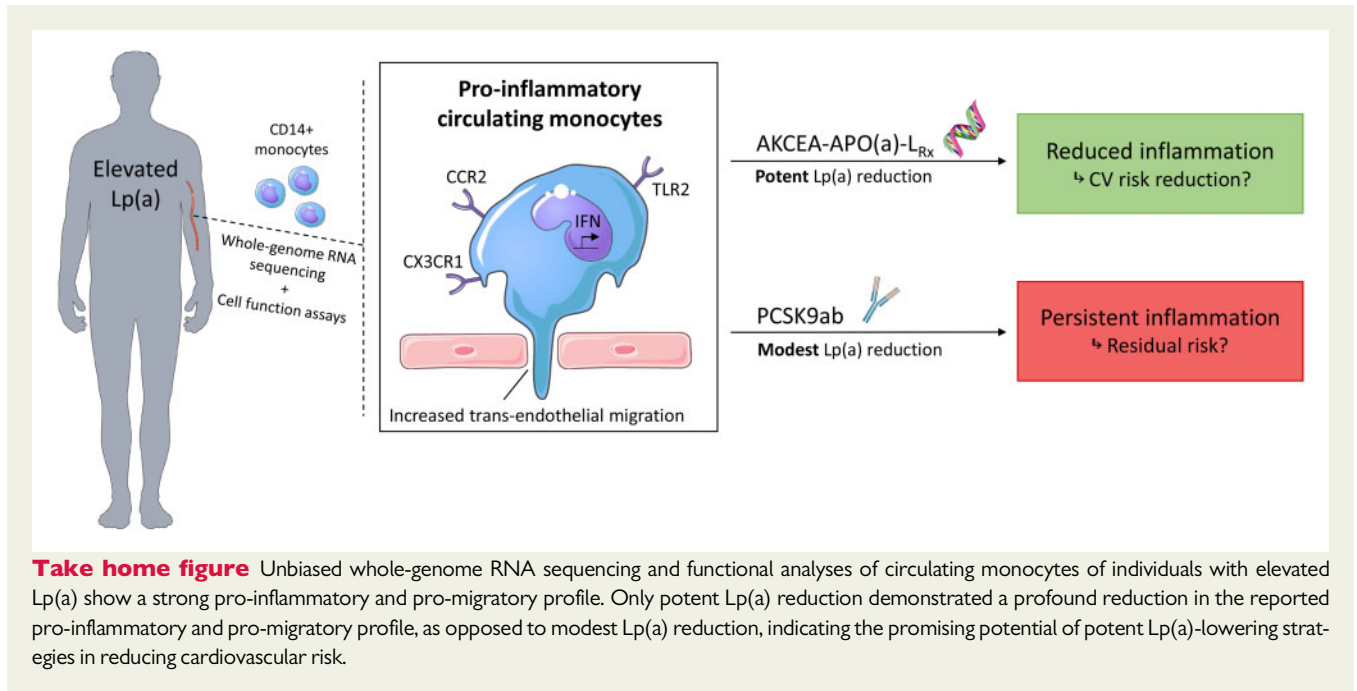 Elevated
Lp(a)
CD14+
monocytes
Whole-genome RNA
sequencing
+
Cell function assays
Pro-inflammatory
circulating monocytes
CCR2
TLR2
IFN
CX3CR1
Increased trans-endothelial migration
AKCEA-APO(a)-LRx
Potent Lp(a) reduction
Reduced inflammation
↳ CV risk reduction?
PCSK9ab
Modest Lp(a) reduction
Persistent inflammation
↳ Residual risk?
Take home figure Unbiased whole-genome RNA sequencing and functional analyses of circulating monocytes of individuals with elevated
Lp(a) show a strong pro-inflammatory and pro-migratory profile. Only potent Lp(a) reduction demonstrated a profound reduction in the reported
pro-inflammatory and pro-migratory profile, as opposed to modest Lp(a) reduction, indicating the promising potential of potent Lp(a)-lowering strat-
egies in reducing cardiovascular risk.